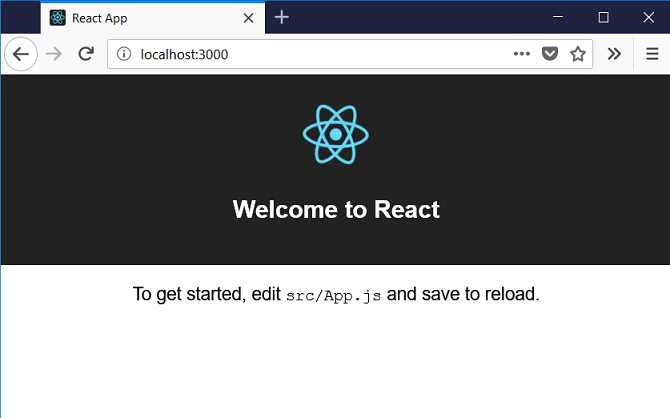 React App
localhost:3000
Welcome to React
To get started, edit src/App.js and save to reload.